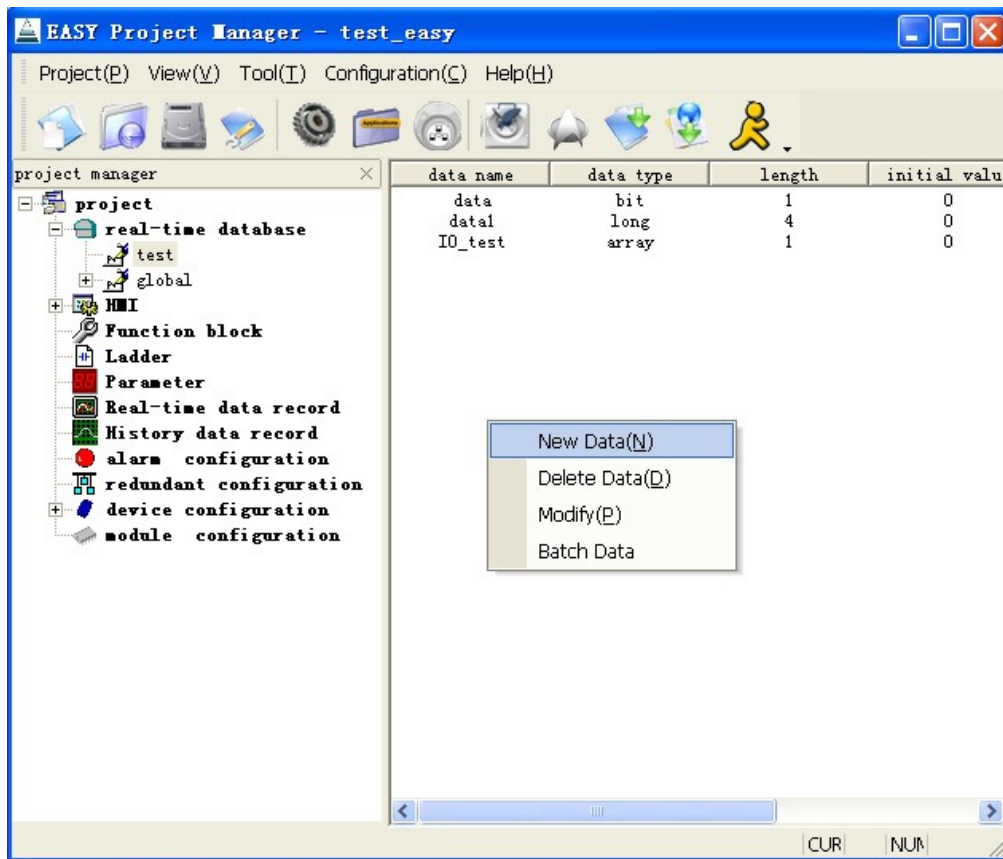 EASY Project Manager - test_easy
Project(P) View(V) Tool(T) Configuration(C) Help(H)
Applications
project manager
project
real-time database
test
global
HMI
Function block
Ladder
Parameter
Real-time data record
History data record
alarm configuration
redundant configuration
device configuration
module configuration
data name data type length initial valu
data bit 1 0
data1 long 4 0
IO_test array 1 0
New Data(N)
Delete Data(D)
Modify(P)
Batch Data
CUR NUM